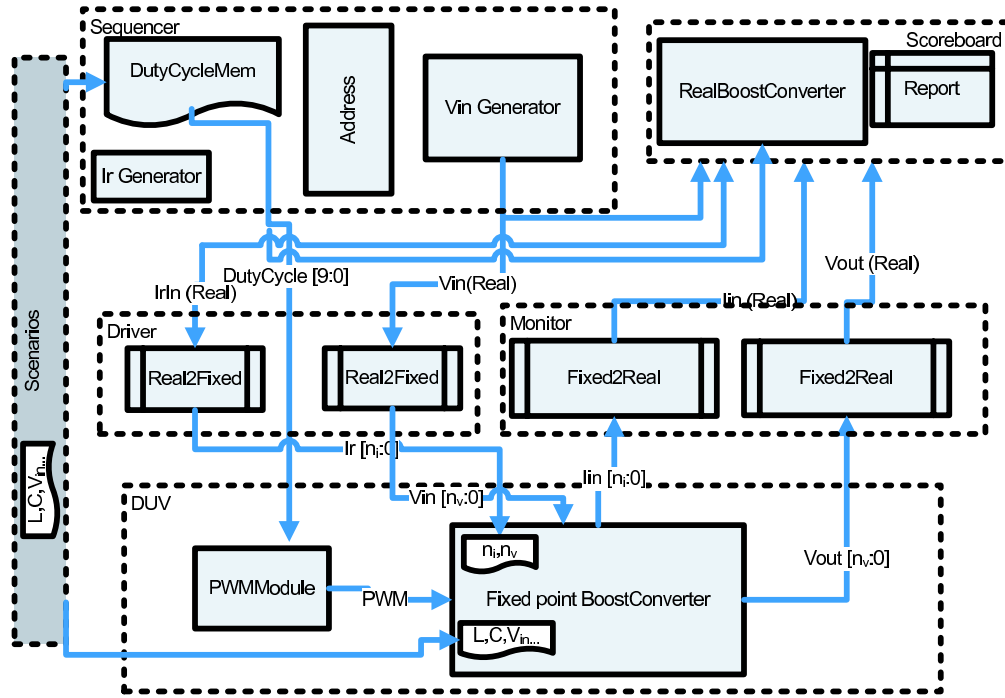 Sequencer
DutyCycleMem
Address
Vin Generator
Ir Generator
Scoreboard
RealBoostConverter
Report
Scenarios
L,C,Vin...
IrIn (Real)
DutyCycle [9:0]
Vin(Real)
Iin (Real)
Vout (Real)
Driver
Real2Fixed
Real2Fixed
Monitor
Fixed2Real
Fixed2Real
Ir [ni:0]
Vin [nv:0]
Iin [ni:0]
Vout [nv:0]
DUV
PWMModule
PWM
ni,nv
Fixed point BoostConverter
L,C,Vin...